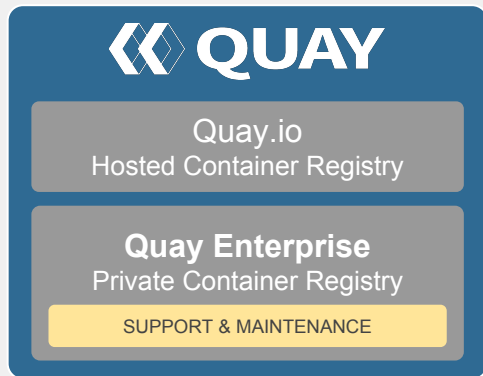 QUAY
Quay.io
Hosted Container Registry
Quay Enterprise
Private Container Registry
SUPPORT & MAINTENANCE